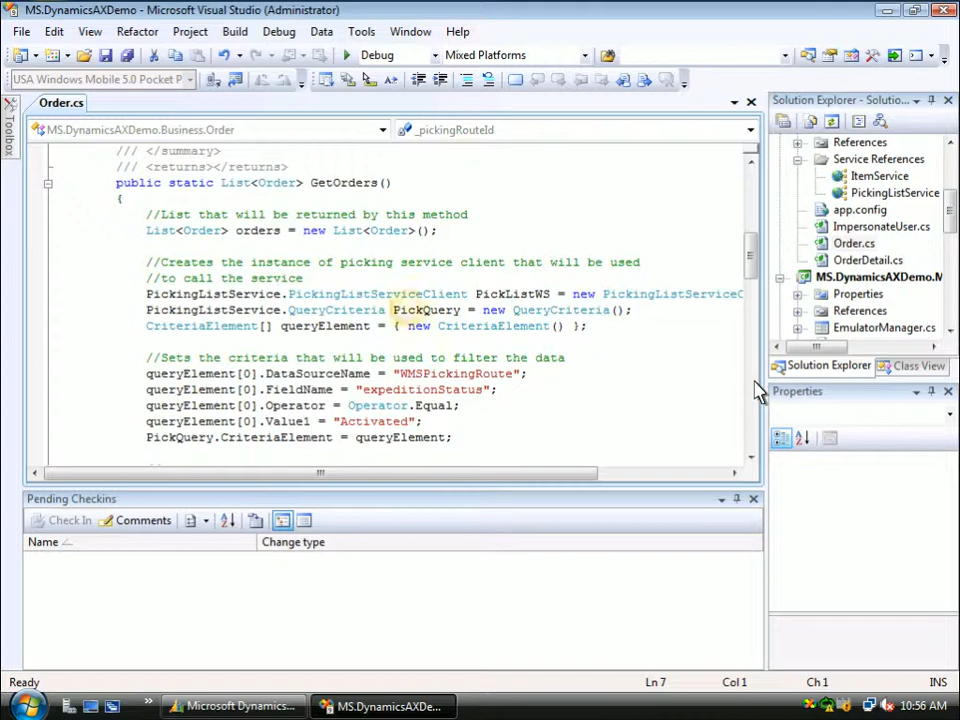 MS.DynamicsAXDemo - Microsoft Visual Studio (Administrator)
File Edit View Refactor Project Build Debug Data Tools Window Help
Debug Mixed Platforms
USA Windows Mobile 5.0 Pocket P
Order.cs
MS.DynamicsAXDemo.Business.Order _pickingRouteId
/// </summary>
/// <returns></returns>
public static List<Order> GetOrders()
{
//List that will be returned by this method
List<Order> orders = new List<Order>();
//Creates the instance of picking service client that will be used
//to call the service
PickingListService.PickingListServiceClient PickListWS = new PickingListServiceC
PickingListService.QueryCriteria PickQuery = new QueryCriteria();
CriteriaElement[] queryElement = { new CriteriaElement() };
//Sets the criteria that will be used to filter the data
queryElement[0].DataSourceName = "WMSPickingRoute";
queryElement[0].FieldName = "expeditionStatus";
queryElement[0].Operator = Operator.Equal;
queryElement[0].Value1 = "Activated";
PickQuery.CriteriaElement = queryElement;
Toolbox
Solution Explorer - Solutio...
References
Service References
ItemService
PickingListService
app.config
ImpersonateUser.cs
Order.cs
OrderDetail.cs
MS.DynamicsAXDemo.M
Properties
References
EmulatorManager.cs
Solution Explorer Class View
Properties
Pending Checkins
Check In Comments
Name Change type
Ready Ln 7 Col 1 Ch 1 INS
Microsoft Dynamics... MS.DynamicsAXDe... 10:56 AM